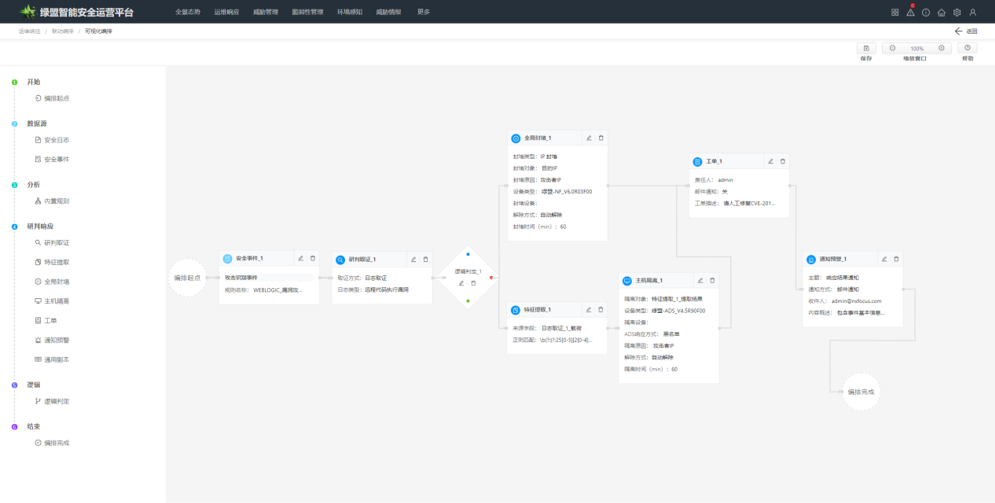 绿盟智能安全运营平台
全景态势 运维响应 威胁管理 脆弱性管理 环境感知 威胁情报 更多
运维响应 / 联动编排 / 可视化编排
返回
100%
保存 缩放窗口 帮助
1 开始
编排起点
2 数据源
安全日志
安全事件
3 分析
内置规则
4 研判响应
研判取证
特征提取
全局封堵
主机隔离
工单
通知预警
通用剧本
5 逻辑
逻辑判定
6 结束
编排完成
编排起点
安全事件_1
攻击识别事件
规则名称： WEBLOGIC_漏洞攻...
研判取证_1
取证方式：日志取证
日志类型：远程代码执行漏洞
逻辑判定_1
全局封堵_1
封堵类型：IP 封堵
封堵对象： 源的IP
封堵原因：攻击者IP
设备类型： 绿盟-NF_V6.0R03F00
封堵设备：
解除方式：自动解除
封堵时间（min）：60
特征提取_1
来源字段： 日志取证_1_载荷
正则匹配： \b(?:(?:25[0-5]|2[0-4]...
主机隔离_1
隔离对象：特征提取_1_提取结果
设备类型：绿盟-ADS_V4.5R90F00
隔离设备：
ADS响应方式： 黑名单
隔离原因： 攻击者IP
解除方式：自动解除
隔离时间（min）：60
工单_1
责任人： admin
邮件通知：关
工单描述： 请人工修复CVE-201...
通知预警_1
主题： 响应结果通知
通知方式： 邮件通知
收件人： admin@nsfocus.com
内容概述： 包含事件基本信息...
编排完成